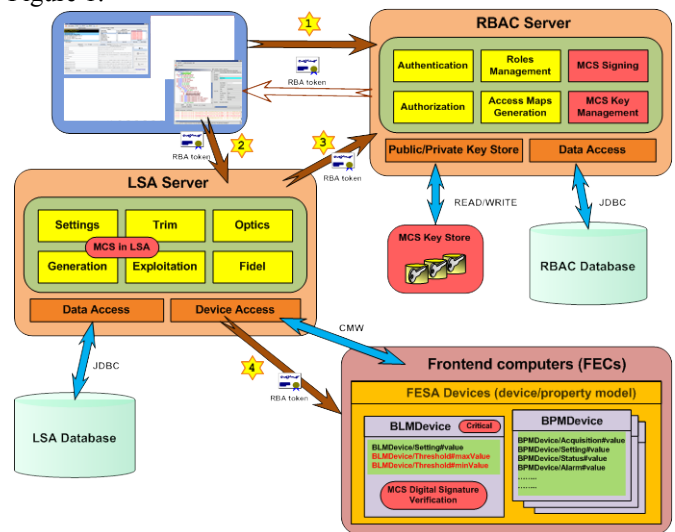 Figure 1.
1
RBA token
RBAC Server
Authentication
Roles
Management
MCS Signing
Authorization
Access Maps
Generation
MCS Key
Management
Public/Private Key Store
Data Access
2
RBA token
3
RBA token
LSA Server
Settings
Trim
Optics
MCS in LSA
Generation
Exploitation
Fidel
Data Access
Device Access
READ/WRITE
JDBC
MCS Key Store
RBAC Database
CMW
JDBC
4
RBA token
LSA Database
Frontend computers (FECs)
FESA Devices (device/property model)
BLMDevice
Critical
BLMDevice/Setting#value
BLMDevice/Threshold#maxValue
BLMDevice/Threshold#minValue
MCS Digital Signature
Verification
BPMDevice
BPMDevice/Acquisition#value
BPMDevice/Setting#value
BPMDevice/Status#value
BPMDevice/Alarm#value
........
........